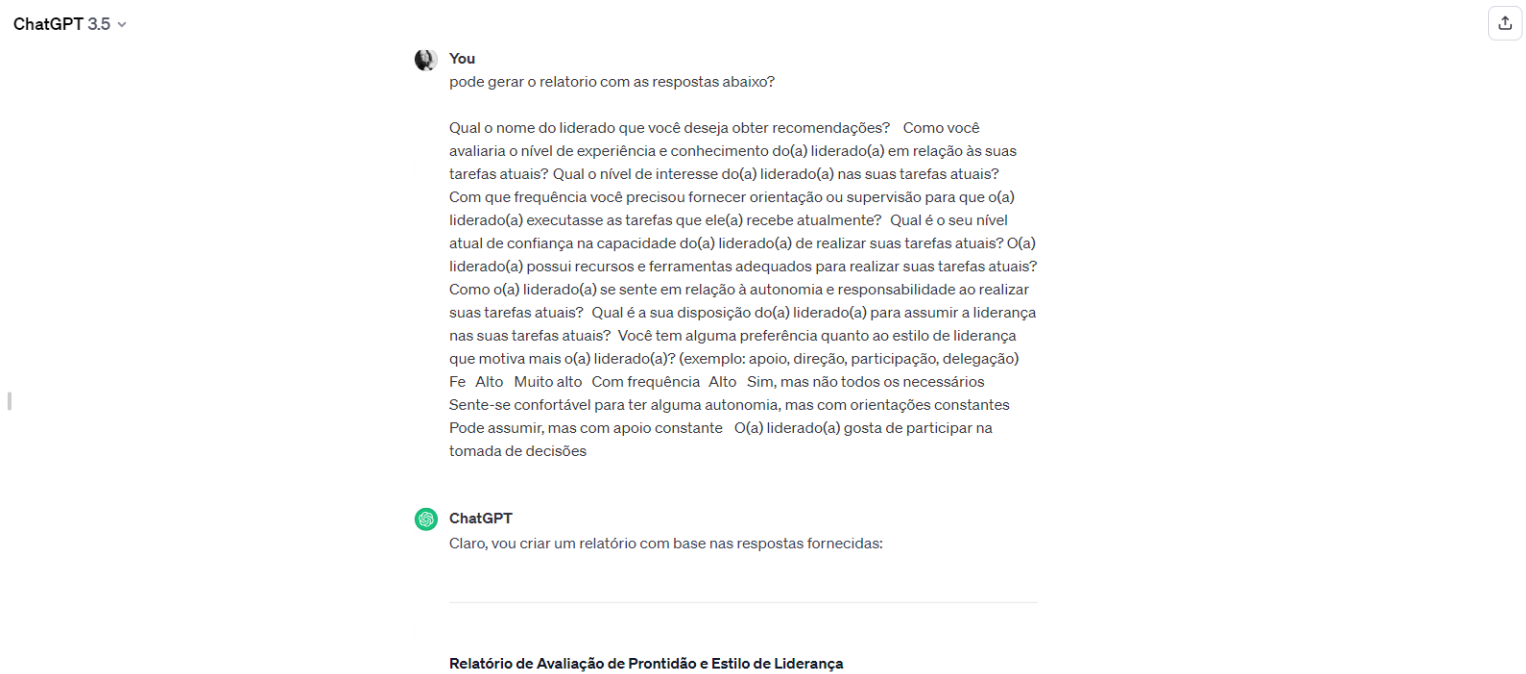 ChatGPT 3.5
You
pode gerar o relatorio com as respostas abaixo?
Qual o nome do liderado que você deseja obter recomendações? Como você
avaliaria o nível de experiência e conhecimento do(a) liderado(a) em relação às suas
tarefas atuais? Qual o nível de interesse do(a) liderado(a) nas suas tarefas atuais?
Com que frequência você precisou fornecer orientação ou supervisão para que o(a)
liderado(a) executasse as tarefas que ele(a) recebe atualmente? Qual é o seu nível
atual de confiança na capacidade do(a) liderado(a) de realizar suas tarefas atuais? O(a)
liderado(a) possui recursos e ferramentas adequados para realizar suas tarefas atuais?
Como o(a) liderado(a) se sente em relação à autonomia e responsabilidade ao realizar
suas tarefas atuais? Qual é a sua disposição do(a) liderado(a) para assumir a liderança
nas suas tarefas atuais? Você tem alguma preferência quanto ao estilo de liderança
que motiva mais o(a) liderado(a)? (exemplo: apoio, direção, participação, delegação)
Fe Alto Muito alto Com frequência Alto Sim, mas não todos os necessários
Sente-se confortável para ter alguma autonomia, mas com orientações constantes
Pode assumir, mas com apoio constante O(a) liderado(a) gosta de participar na
tomada de decisões
ChatGPT
Claro, vou criar um relatório com base nas respostas fornecidas:
Relatório de Avaliação de Prontidão e Estilo de Liderança